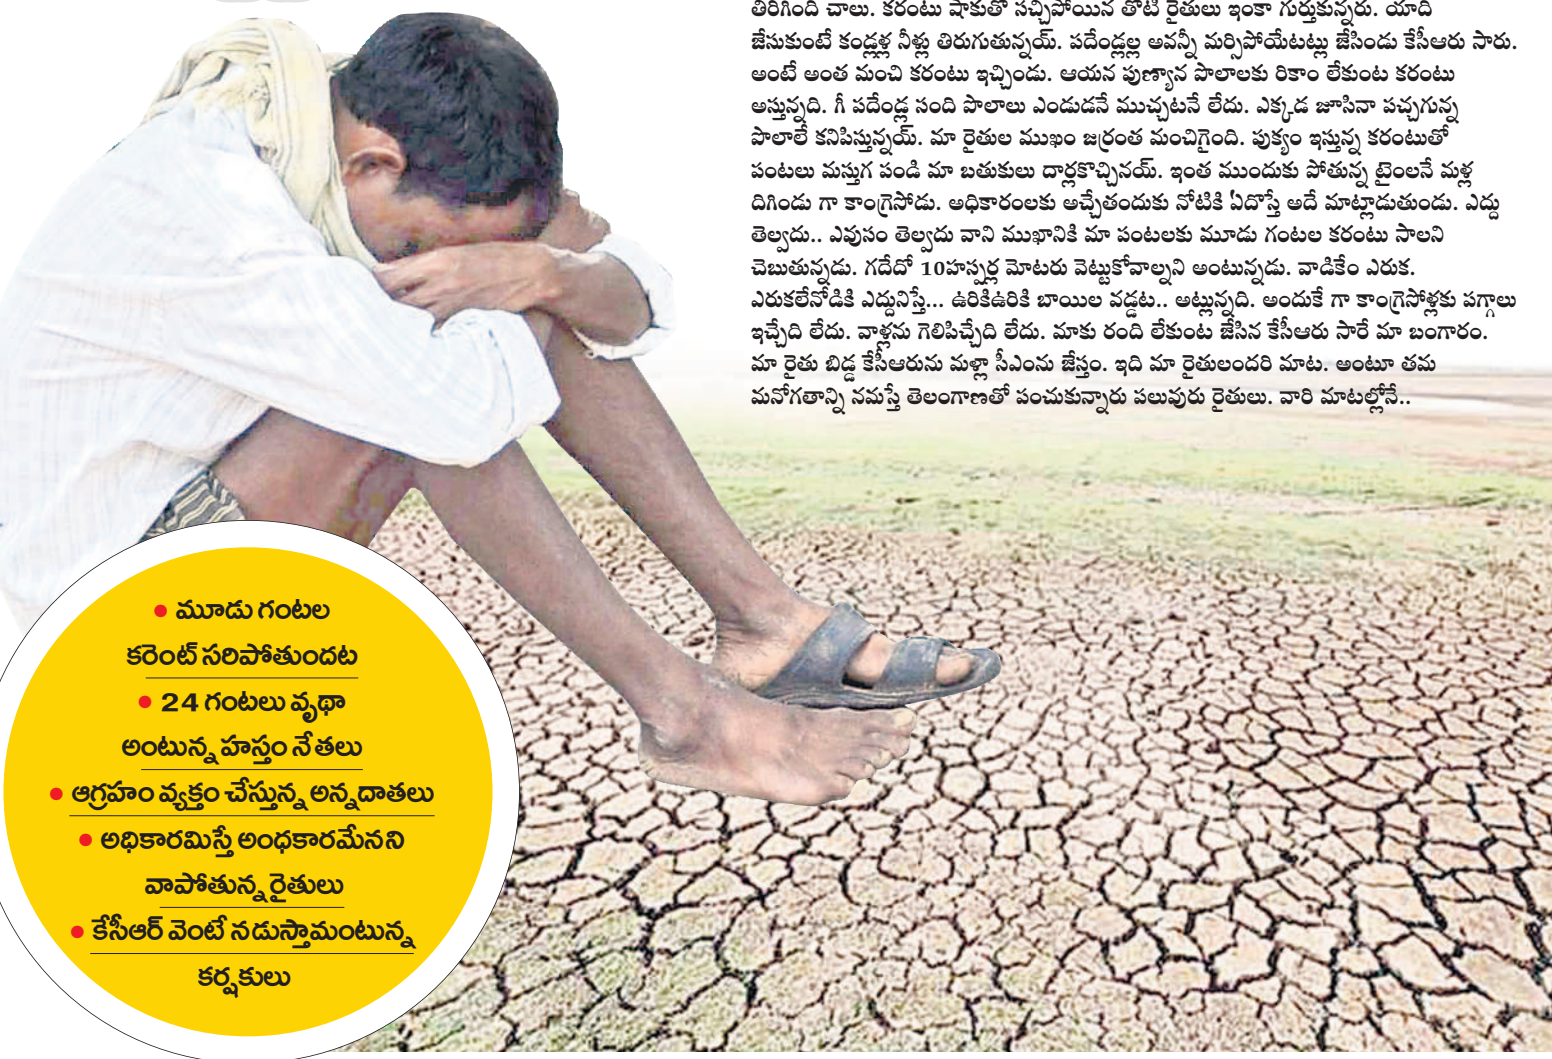 తిరిగింది చాలు. కరంటు షాకుతో సచ్చిపోయిన తోటి రైతులు ఇంకా గుర్తుకున్నరు. యాది
జేసుకుంటే కండ్లళ్ల నీళ్లు తిరుగుతున్నయ్. పదేండ్లల్ల అవన్నీ మర్సిపోయేటట్లు జేసిండు కేసీఆరు సారు.
అంటే అంత మంచి కరంటు ఇచ్చిండు. ఆయన పుణ్యాన పొలాలకు రికాం లేకుంట కరంటు
అస్తున్నది. గీ పదేండ్ల సంది పొలాలు ఎండుడనే ముచ్చటనే లేదు. ఎక్కడ జూసినా పచ్చగున్న
పొలాలే కనిపిస్తున్నయ్. మా రైతుల ముఖం జర్రంత మంచిగైంది. పుక్యం ఇస్తున్న కరంటుతో
పంటలు మస్తుగ పండి మా బతుకులు దార్లకొచ్చినయ్. ఇంత ముందుకు పోతున్న టైంలనే మళ్ల
దిగిండు గా కాంగ్రెసోడు. అధికారంలకు అచ్చేతందుకు నోటికి ఏదొస్తే అదే మాట్లాడుతుండు. ఎద్దు
తెల్వదు.. ఎవుసం తెల్వదు వాని ముఖానికి మా పంటలకు మూడు గంటల కరంటు సాలని
చెబుతున్నడు. గదేదో 10హస్పర్ల మోటరు వెట్టుకోవాల్నని అంటున్నడు. వాడికేం ఎరుక.
ఎరుకలేనోడికి ఎద్దునిస్తే... ఉరికిఉరికి బాయిల వడ్డట.. అట్లున్నది. అందుకే గా కాంగ్రెసోళ్లకు పగ్గాలు
ఇచ్చేది లేదు. వాళ్లను గెలిపిచ్చేది లేదు. మాకు రంది లేకుంట జేసిన కేసీఆరు సారే మా బంగారం.
మా రైతు బిడ్డ కేసీఆరును మళ్లా సీఎంను జేస్తం. ఇది మా రైతులందరి మాట. అంటూ తమ
మనోగతాన్ని నమస్తే తెలంగాణతో పంచుకున్నారు పలువురు రైతులు. వారి మాటల్లోనే..
• మూడు గంటల
కరెంట్ సరిపోతుందట
• 24 గంటలు వృథా
అంటున్న హస్తం నేతలు
• ఆగ్రహం వ్యక్తం చేస్తున్న అన్నదాతలు
• అధికారమిస్తే అంధకారమేనని
వాపోతున్న రైతులు
• కేసీఆర్ వెంటే నడుస్తామంటున్న
కర్షకులు